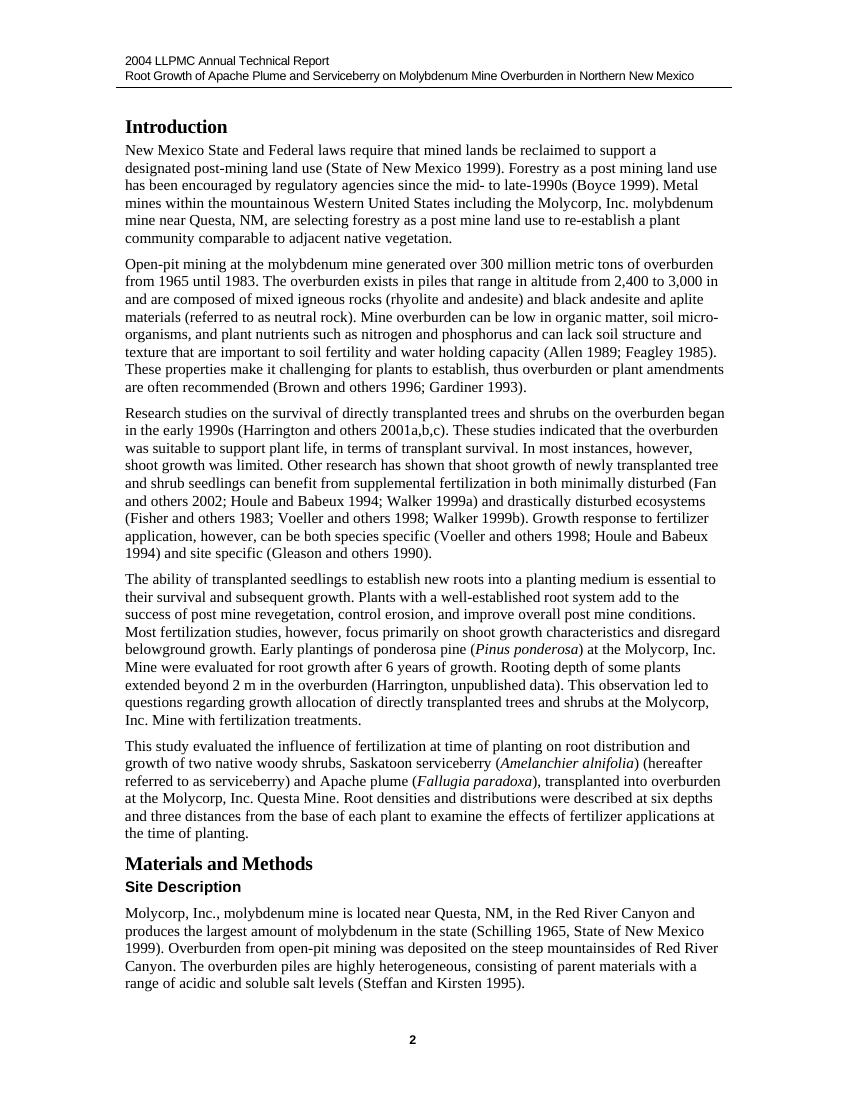 2004 LLPMC Annual Technical Report
Root Growth of Apache Plume and Serviceberry on Molybdenum Mine Overburden in Northern New Mexico
Introduction
New Mexico State and Federal laws require that mined lands be reclaimed to support a
designated post-mining land use (State of New Mexico 1999). Forestry as a post mining land use
has been encouraged by regulatory agencies since the mid- to late-1990s (Boyce 1999). Metal
mines within the mountainous Western United States including the Molycorp, Inc. molybdenum
mine near Questa, NM, are selecting forestry as a post mine land use to re-establish a plant
community comparable to adjacent native vegetation.
Open-pit mining at the molybdenum mine generated over 300 million metric tons of overburden
from 1965 until 1983. The overburden exists in piles that range in altitude from 2,400 to 3,000 in
and are composed of mixed igneous rocks (rhyolite and andesite) and black andesite and aplite
materials (referred to as neutral rock). Mine overburden can be low in organic matter, soil micro-
organisms, and plant nutrients such as nitrogen and phosphorus and can lack soil structure and
texture that are important to soil fertility and water holding capacity (Allen 1989; Feagley 1985).
These properties make it challenging for plants to establish, thus overburden or plant amendments
are often recommended (Brown and others 1996; Gardiner 1993).
Research studies on the survival of directly transplanted trees and shrubs on the overburden began
in the early 1990s (Harrington and others 2001a,b,c). These studies indicated that the overburden
was suitable to support plant life, in terms of transplant survival. In most instances, however,
shoot growth was limited. Other research has shown that shoot growth of newly transplanted tree
and shrub seedlings can benefit from supplemental fertilization in both minimally disturbed (Fan
and others 2002; Houle and Babeux 1994; Walker 1999a) and drastically disturbed ecosystems
(Fisher and others 1983; Voeller and others 1998; Walker 1999b). Growth response to fertilizer
application, however, can be both species specific (Voeller and others 1998; Houle and Babeux
1994) and site specific (Gleason and others 1990).
The ability of transplanted seedlings to establish new roots into a planting medium is essential to
their survival and subsequent growth. Plants with a well-established root system add to the
success of post mine revegetation, control erosion, and improve overall post mine conditions.
Most fertilization studies, however, focus primarily on shoot growth characteristics and disregard
belowground growth. Early plantings of ponderosa pine (Pinus ponderosa) at the Molycorp, Inc.
Mine were evaluated for root growth after 6 years of growth. Rooting depth of some plants
extended beyond 2 m in the overburden (Harrington, unpublished data). This observation led to
questions regarding growth allocation of directly transplanted trees and shrubs at the Molycorp,
Inc. Mine with fertilization treatments.
This study evaluated the influence of fertilization at time of planting on root distribution and
growth of two native woody shrubs, Saskatoon serviceberry (Amelanchier alnifolia) (hereafter
referred to as serviceberry) and Apache plume (Fallugia paradoxa), transplanted into overburden
at the Molycorp, Inc. Questa Mine. Root densities and distributions were described at six depths
and three distances from the base of each plant to examine the effects of fertilizer applications at
the time of planting.
Materials and Methods
Site Description
Molycorp, Inc., molybdenum mine is located near Questa, NM, in the Red River Canyon and
produces the largest amount of molybdenum in the state (Schilling 1965, State of New Mexico
1999). Overburden from open-pit mining was deposited on the steep mountainsides of Red River
Canyon. The overburden piles are highly heterogeneous, consisting of parent materials with a
range of acidic and soluble salt levels (Steffan and Kirsten 1995).
2